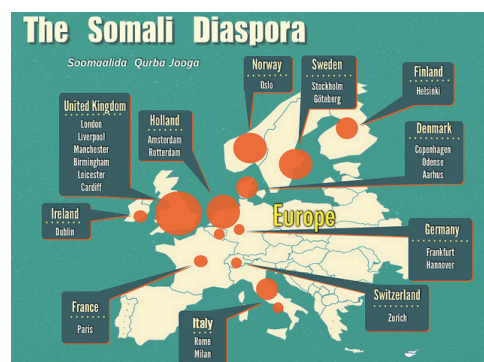 The Somali Diaspora
Soomaalida Qurba Jooga
Norway
Oslo
Sweden
Stockholm
Göteberg
Finland
Helsinki
United Kingdom
London
Liverpool
Manchester
Birmingham
Leicester
Cardiff
Holland
Amsterdam
Rotterdam
Denmark
Copenhagen
Odense
Aarhus
Ireland
Dublin
Europe
Germany
Frankfurt
Hannover
France
Paris
Italy
Rome
Milan
Switzerland
Zurich